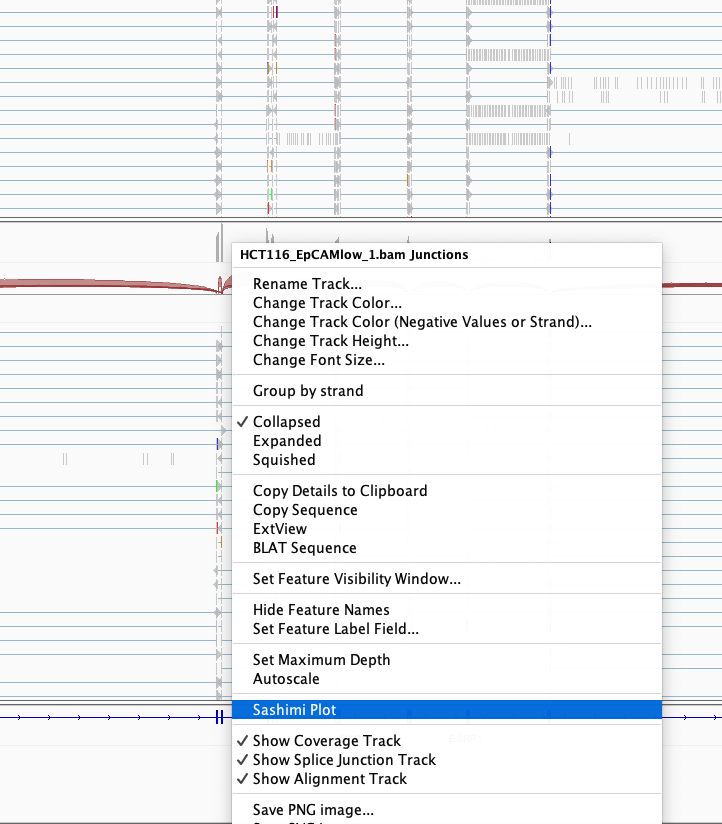 HCT116_EpCAMlow_1.bam Junctions
Rename Track...
Change Track Color...
Change Track Color (Negative Values or Strand)...
Change Track Height...
Change Font Size...
Group by strand
✓ Collapsed
Expanded
Squished
Copy Details to Clipboard
Copy Sequence
ExtView
BLAT Sequence
Set Feature Visibility Window...
Hide Feature Names
Set Feature Label Field...
Set Maximum Depth
Autoscale
Sashimi Plot
✓ Show Coverage Track
✓ Show Splice Junction Track
✓ Show Alignment Track
Save PNG image...